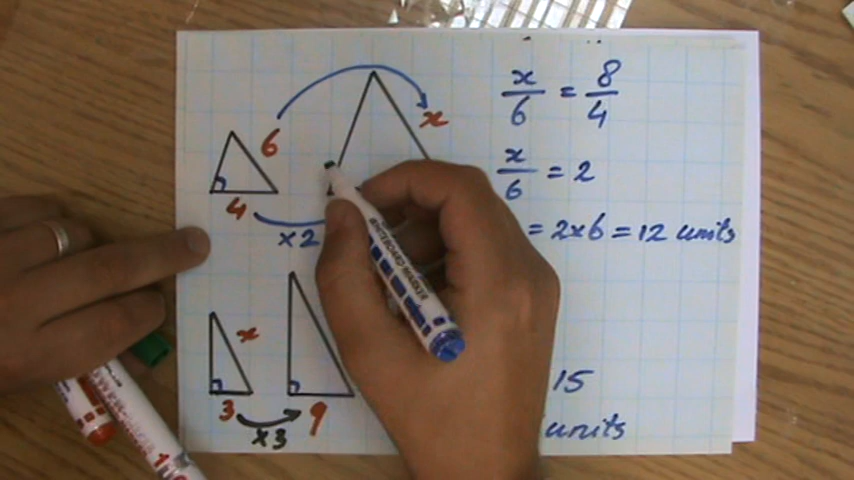 6
x
4
×2
x/6 = 8/4
x/6 = 2
= 2×6 = 12 units
x
3
9
×3
15
units